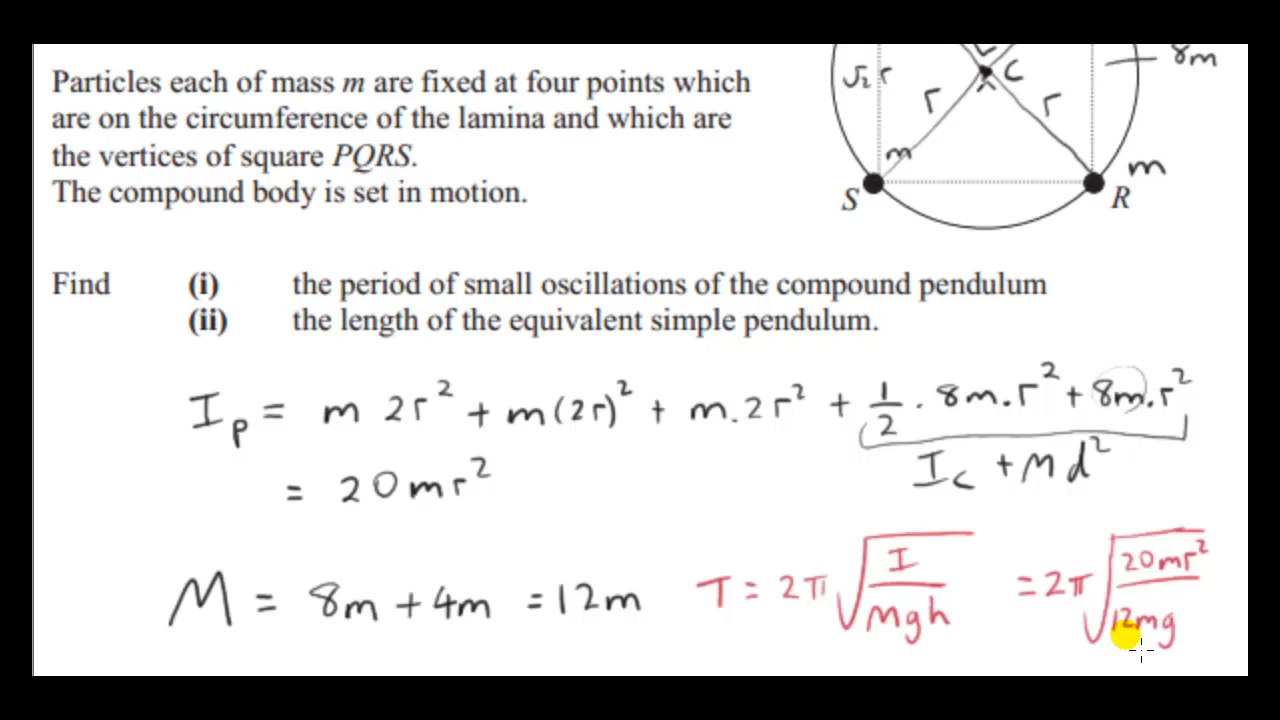 Particles each of mass m are fixed at four points which
are on the circumference of the lamina and which are
the vertices of square PQRS.
The compound body is set in motion.
√2 r
r
C
r
8m
m
m
S
R
Find (i) the period of small oscillations of the compound pendulum
(ii) the length of the equivalent simple pendulum.
I_p = m 2r² + m(2r)² + m.2r² + 1/2 . 8m.r² + 8m.r²
I_c + Md²
= 20mr²
M = 8m + 4m = 12m
T = 2π √(I/Mgh) = 2π √(20mr²/12mg)